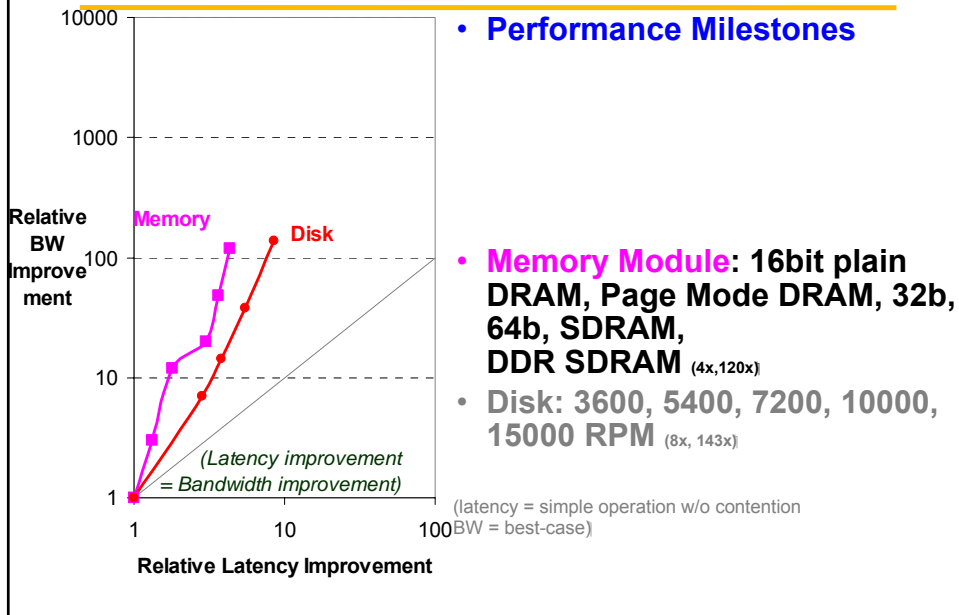 10000
1000
Relative
BW
Improve
ment
100
10
1
Memory
Disk
(Latency improvement
= Bandwidth improvement)
1
10
100
Relative Latency Improvement
• Performance Milestones
• Memory Module: 16bit plain
DRAM, Page Mode DRAM, 32b,
64b, SDRAM,
DDR SDRAM (4x,120x)
• Disk: 3600, 5400, 7200, 10000,
15000 RPM (8x, 143x)
(latency = simple operation w/o contention
BW = best-case)